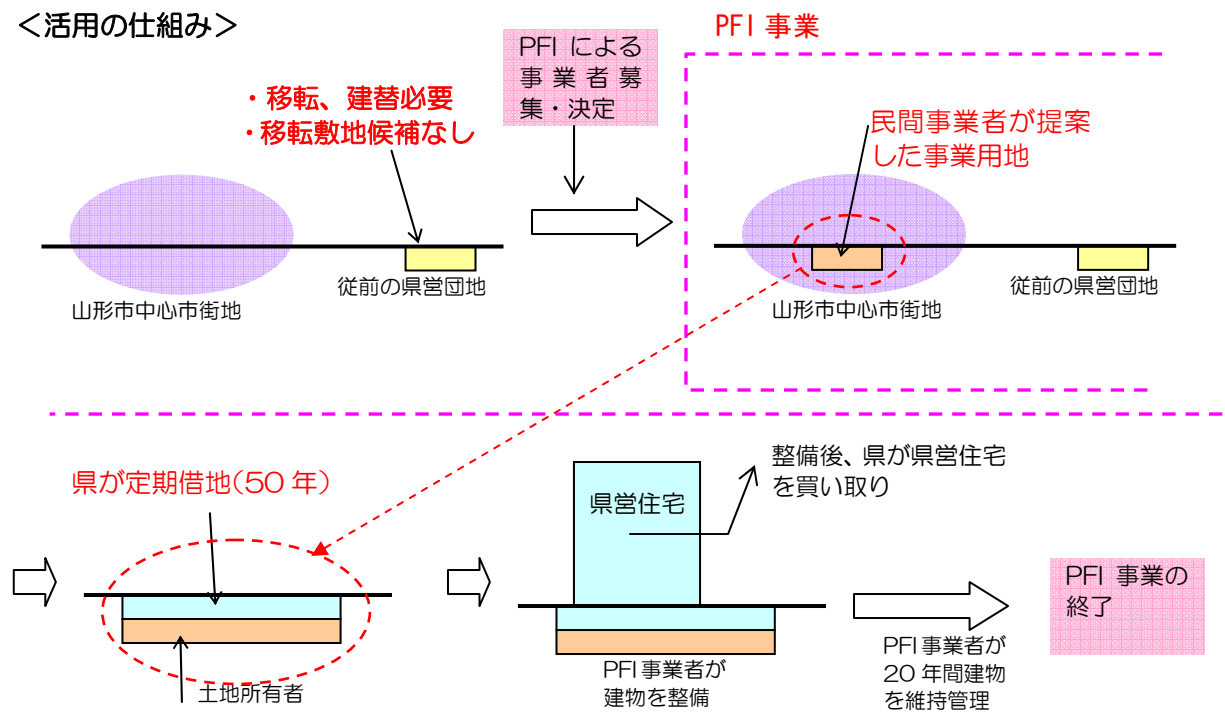 ＜活用の仕組み＞
PFI による
事業者募
集・決定
PFI 事業
・移転、建替必要
・移転敷地候補なし
民間事業者が提案
した事業用地
従前の県営団地
山形市中心市街地
従前の県営団地
山形市中心市街地
県が定期借地（50 年）
土地所有者
県営住宅
整備後、県が県営住宅
を買い取り
PFI 事業者が
建物を整備
PFI 事業者が
20 年間建物
を維持管理
PFI 事業の
終了